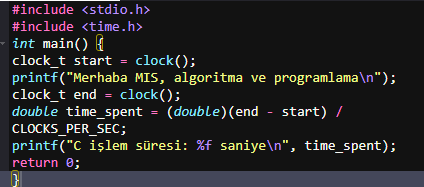 #include <stdio.h>
#include <time.h>
int main() {
clock_t start = clock();
printf("Merhaba MIS, algoritma ve programlama\n");
clock_t end = clock();
double time_spent = (double)(end - start) /
CLOCKS_PER_SEC;
printf("C işlem süresi: %f saniye\n", time_spent);
return 0;
}